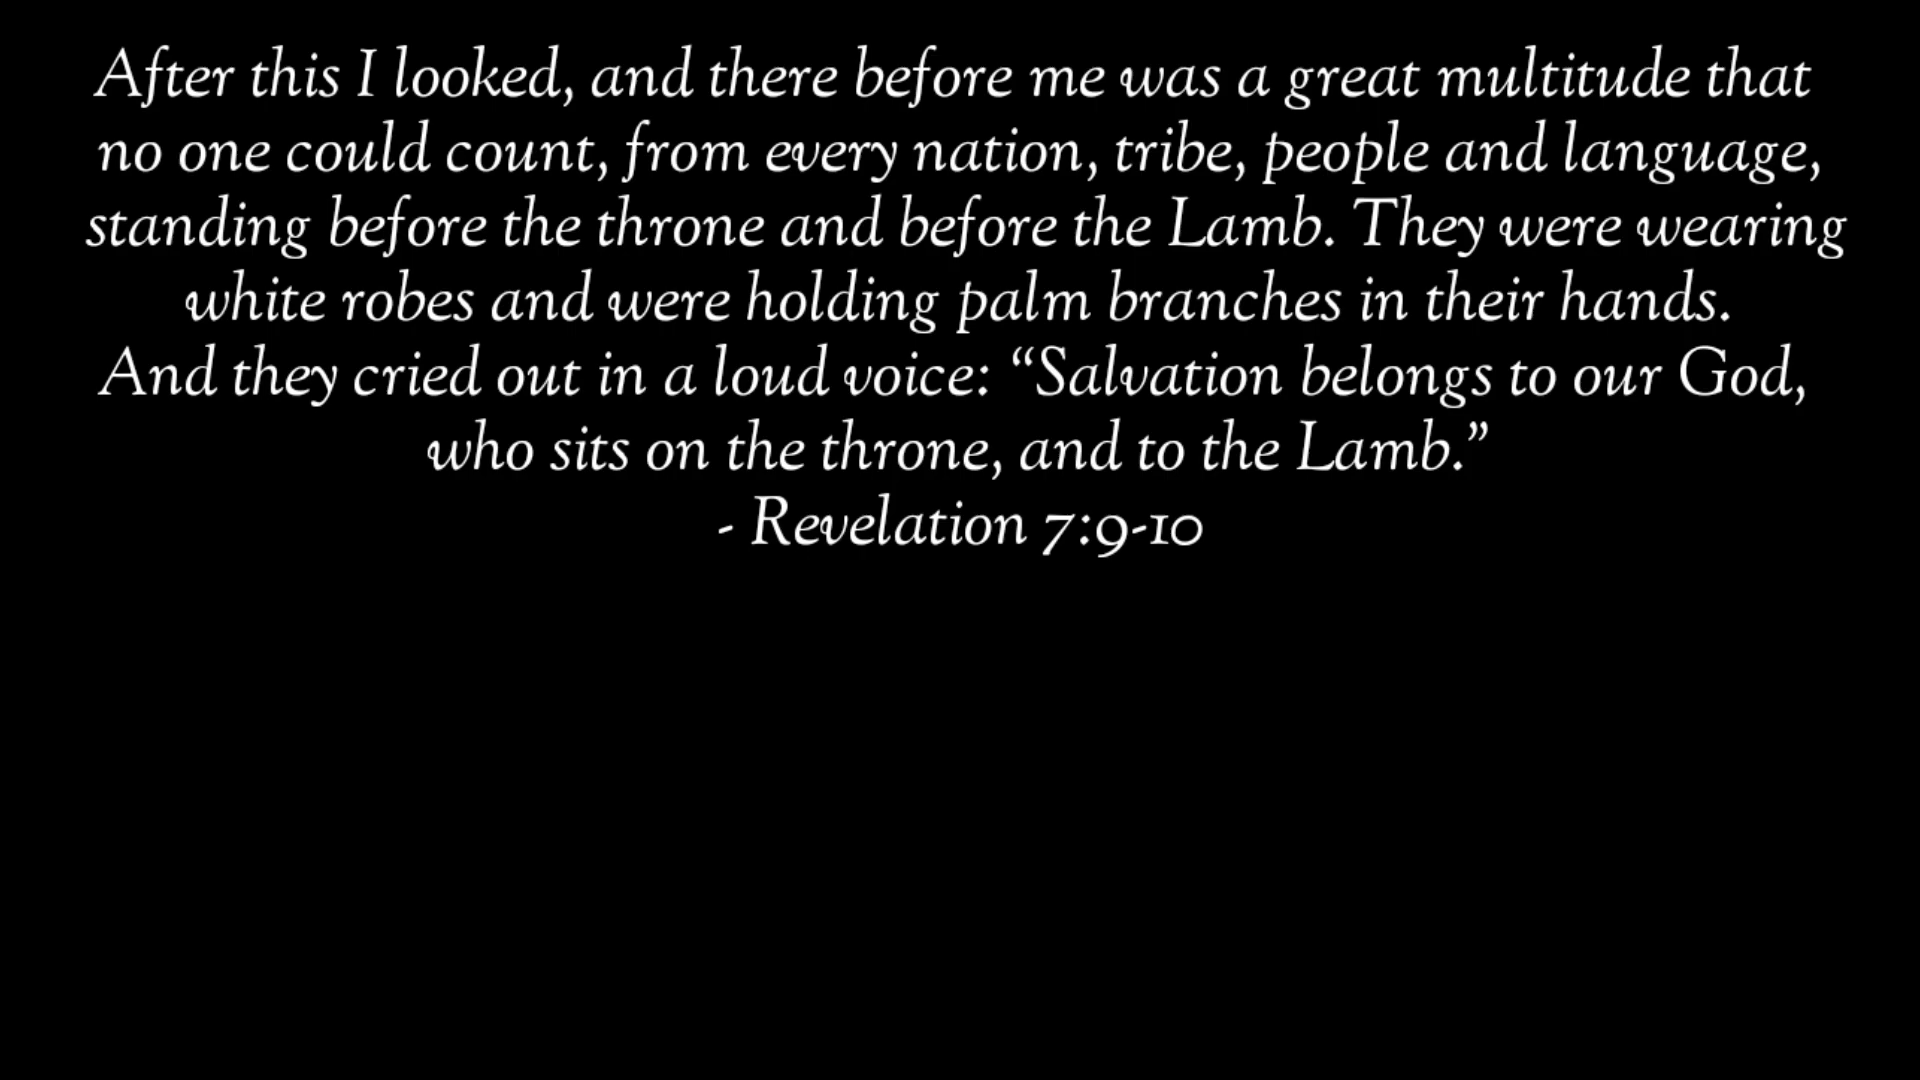 After this I looked, and there before me was a great multitude that
no one could count, from every nation, tribe, people and language,
standing before the throne and before the Lamb. They were wearing
white robes and were holding palm branches in their hands.
And they cried out in a loud voice: “Salvation belongs to our God,
who sits on the throne, and to the Lamb.”
- Revelation 7:9-10